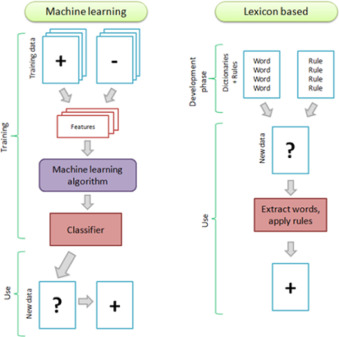 Machine learning
Training
Training data
+
-
Features
Machine learning
algorithm
Classifier
Use
New data
?
+
Lexicon based
Development
phase
Dictionaries
+ Rules
Word
Word
Word
Word
Rule
Rule
Rule
Rule
Use
New data
?
Extract words,
apply rules
+